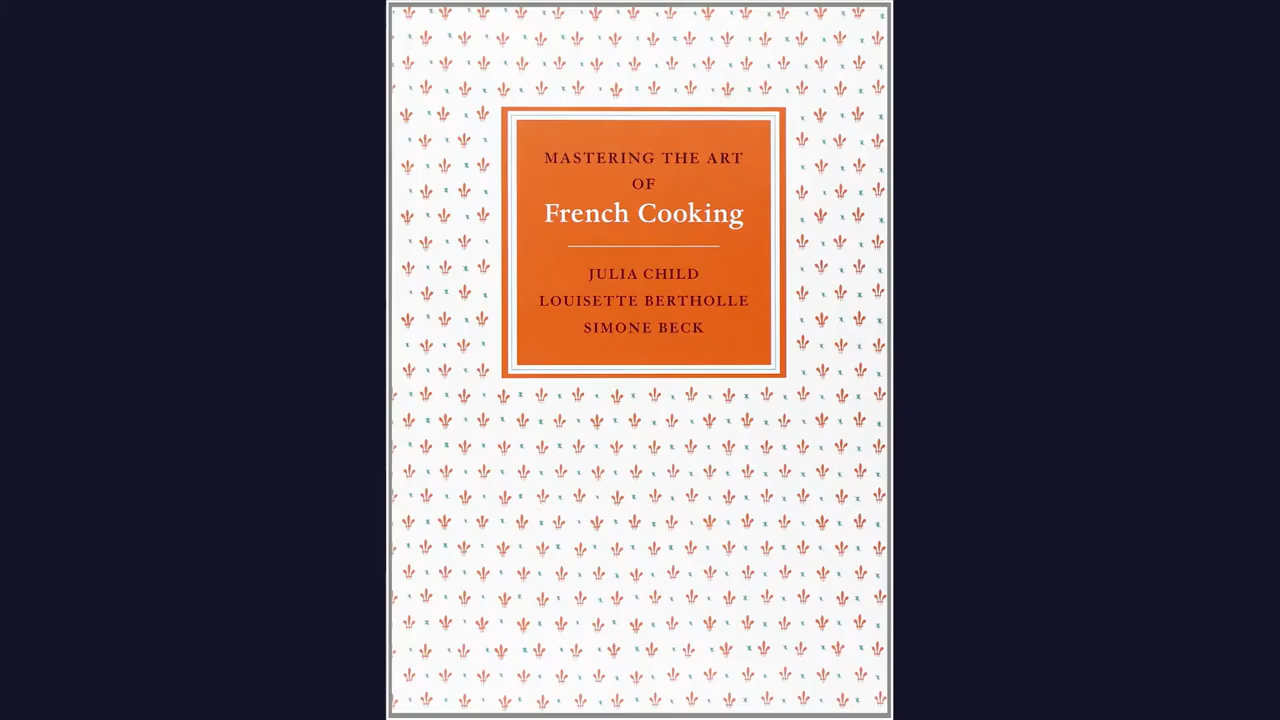 MASTERING THE ART
OF
French Cooking
JULIA CHILD
LOUISETTE BERTHOLLE
SIMONE BECK